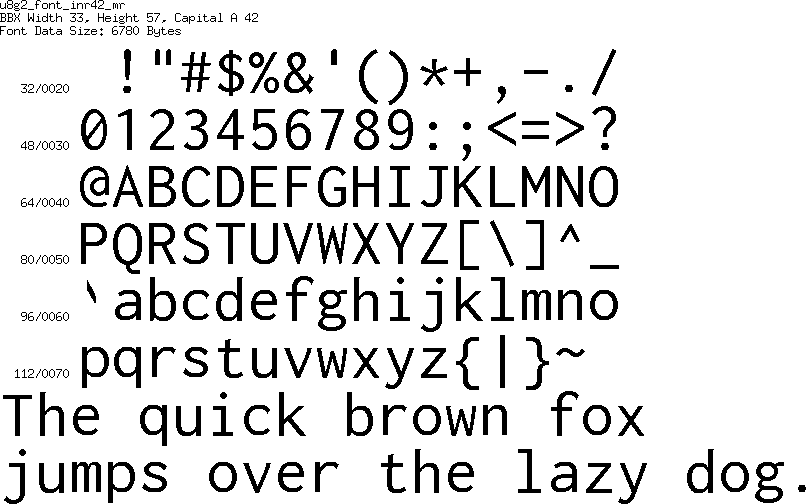 u8g2_font_inr42_mr
BBX Width 33, Height 57, Capital A 42
Font Data Size: 6780 Bytes
32/0020 !"#$%&'()*+,-./
48/0030 0123456789:;<=>?
64/0040 @ABCDEFGHIJKLMNO
80/0050 PQRSTUVWXYZ[\]^_
96/0060 `abcdefghijklmno
112/0070 pqrstuvwxyz{|}~
The quick brown fox
jumps over the lazy dog.